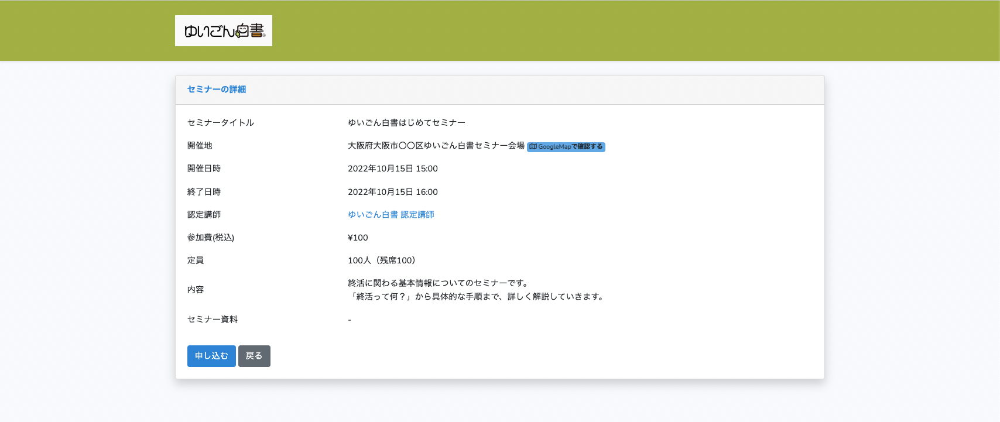 ゆいごん白書®
セミナーの詳細
セミナータイトル ゆいごん白書はじめてセミナー
開催地 大阪府大阪市〇〇区ゆいごん白書セミナー会場 GoogleMapで確認する
開催日時 2022年10月15日 15:00
終了日時 2022年10月15日 16:00
認定講師 ゆいごん白書 認定講師
参加費(税込) ¥100
定員 100人（残席100）
内容 終活に関わる基本情報についてのセミナーです。
「終活って何？」から具体的な手順まで、詳しく解説していきます。
セミナー資料 -
申し込む 戻る